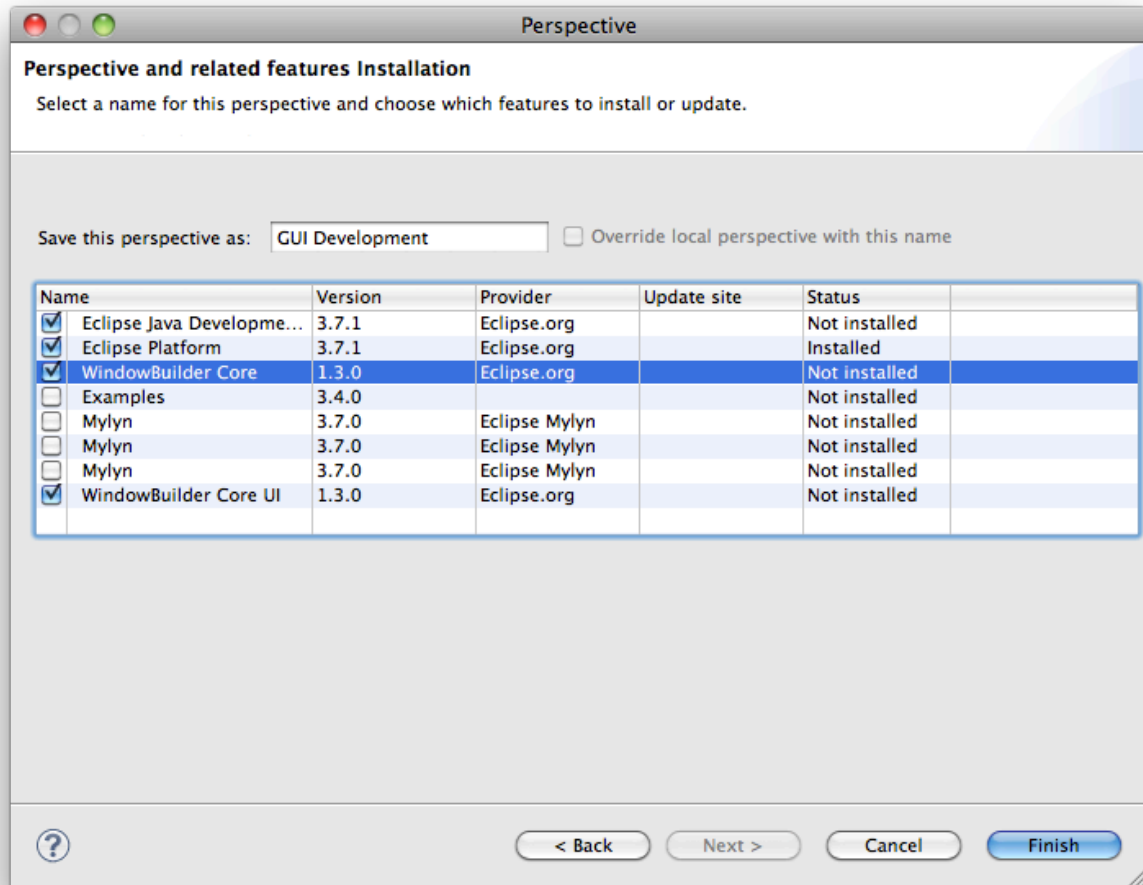 Perspective
Perspective and related features Installation
Select a name for this perspective and choose which features to install or update.
Save this perspective as: GUI Development Override local perspective with this name
Name Version Provider Update site Status
Eclipse Java Developme... 3.7.1 Eclipse.org Not installed
Eclipse Platform 3.7.1 Eclipse.org Installed
WindowBuilder Core 1.3.0 Eclipse.org Not installed
Examples 3.4.0 Not installed
Mylyn 3.7.0 Eclipse Mylyn Not installed
Mylyn 3.7.0 Eclipse Mylyn Not installed
Mylyn 3.7.0 Eclipse Mylyn Not installed
WindowBuilder Core UI 1.3.0 Eclipse.org Not installed
? < Back Next > Cancel Finish